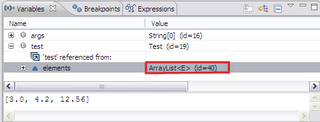 Variables Breakpoints Expressions
Name Value
args String[0] (id=16)
test Test (id=19)
'test' referenced from:
elements ArrayList<E> (id=40)
[3.0, 4.2, 12.56]